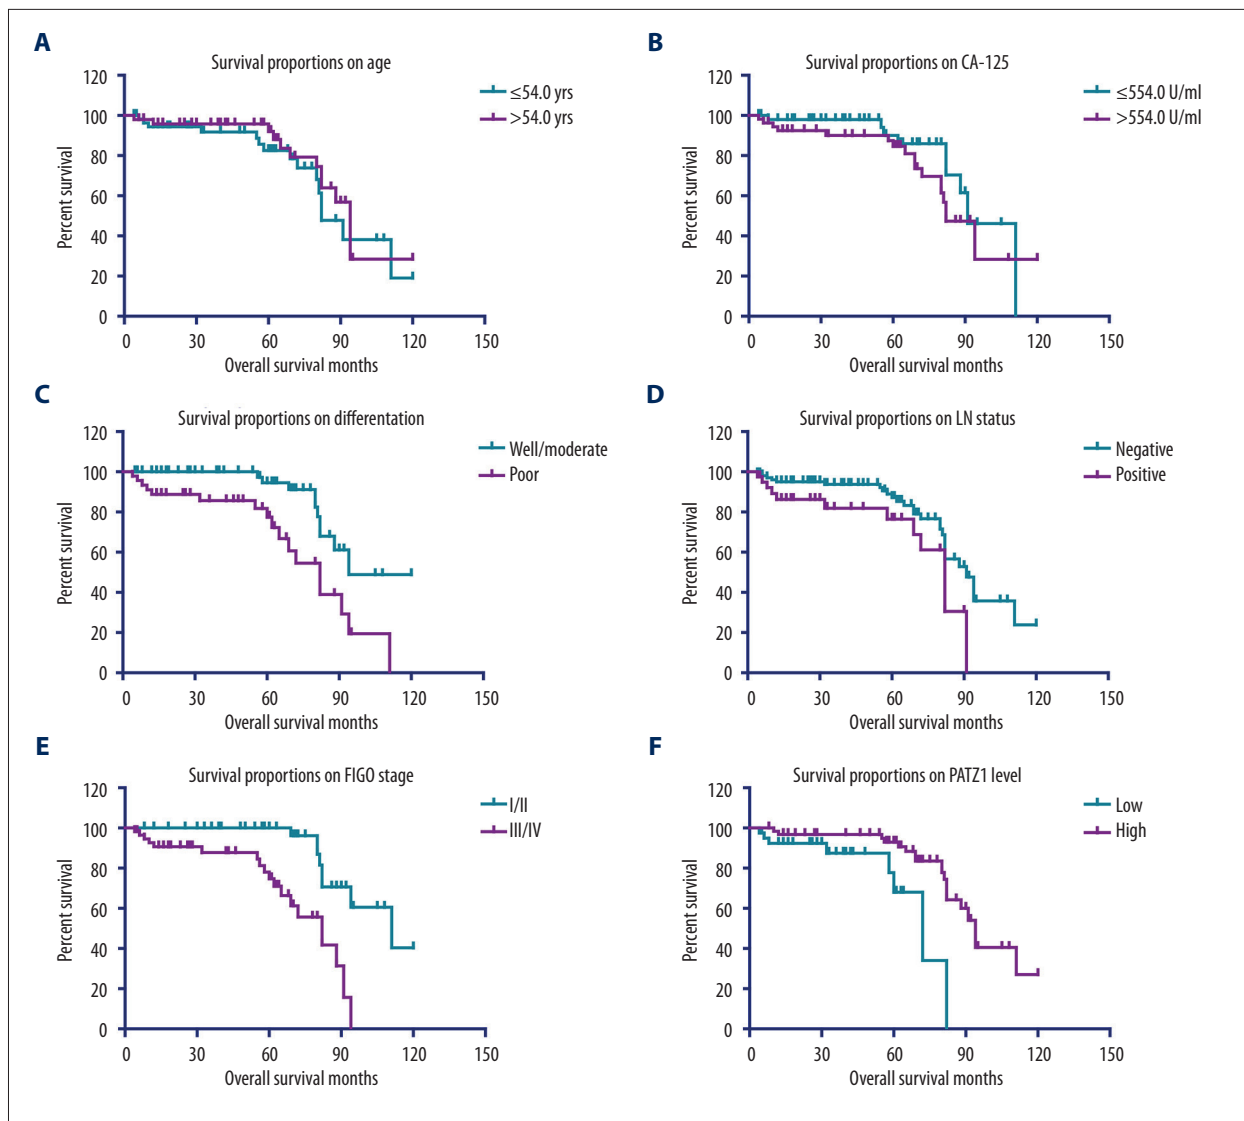 A
Survival proportions on age
≤54.0 yrs
>54.0 yrs
Percent survival
120
100
80
60
40
20
0
0 30 60 90 120 150
Overall survival months
B
Survival proportions on CA-125
≤554.0 U/ml
>554.0 U/ml
Percent survival
120
100
80
60
40
20
0
0 30 60 90 120 150
Overall survival months
C
Survival proportions on differentation
Well/moderate
Poor
Percent survival
120
100
80
60
40
20
0
0 30 60 90 120 150
Overall survival months
D
Survival proportions on LN status
Negative
Positive
Percent survival
120
100
80
60
40
20
0
0 30 60 90 120 150
Overall survival months
E
Survival proportions on FIGO stage
I/II
III/IV
Percent survival
120
100
80
60
40
20
0
0 30 60 90 120 150
Overall survival months
F
Survival proportions on PATZ1 level
Low
High
Percent survival
120
100
80
60
40
20
0
0 30 60 90 120 150
Overall survival months